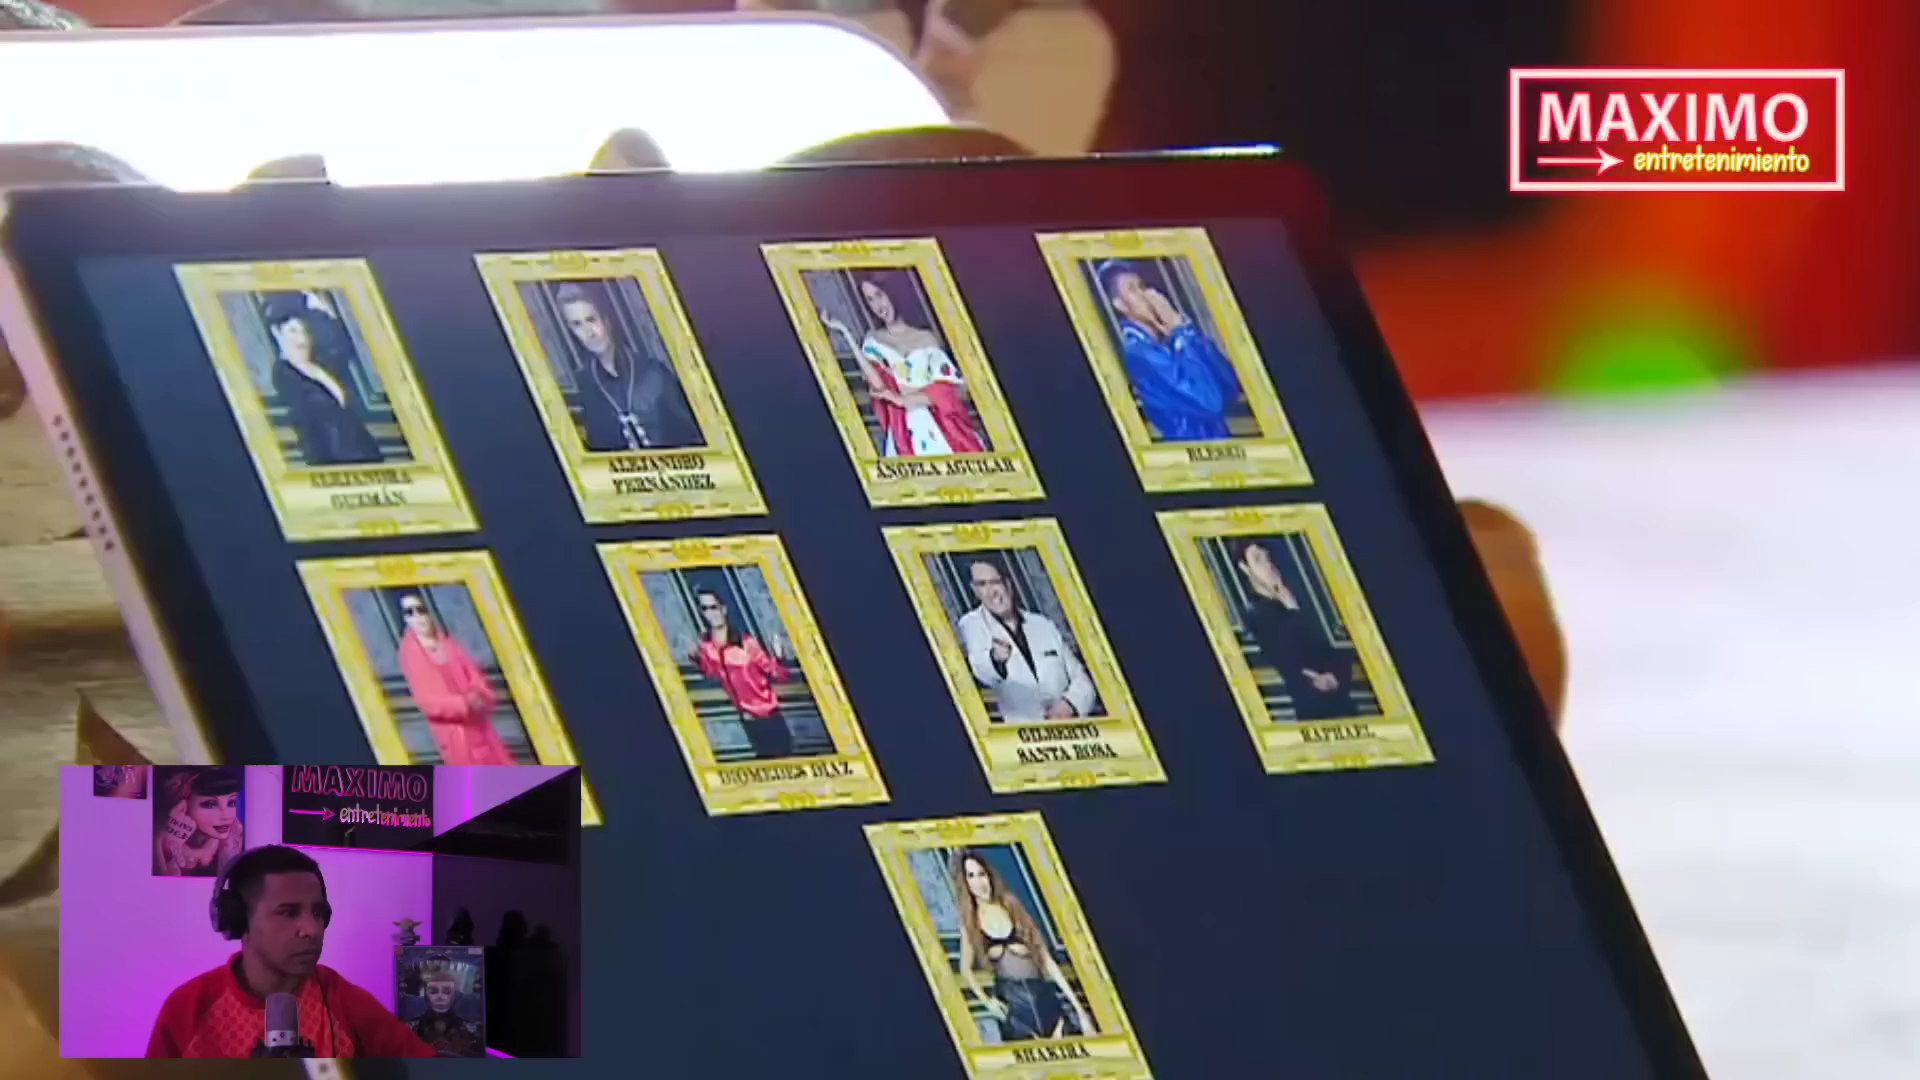 MAXIMO
entretenimiento
ALEJANDRA
GUZMÁN
ALEJANDRO
FERNÁNDEZ
ÁNGELA AGUILAR
BLESSD
DIOMEDES DÍAZ
GILBERTO
SANTA ROSA
RAPHAEL
SHAKIRA
MAXIMO
entretenimiento